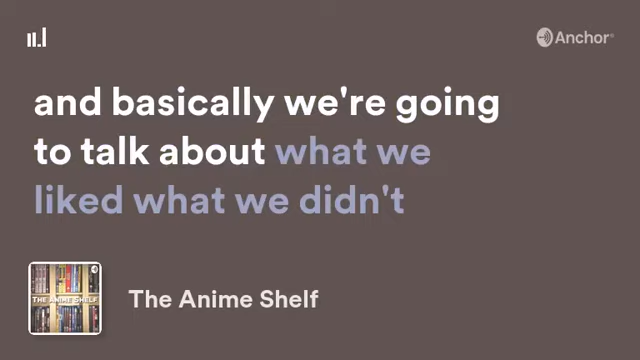 Anchor®
and basically we're going
to talk about what we
liked what we didn't
THE ANIME SHELF
The Anime Shelf